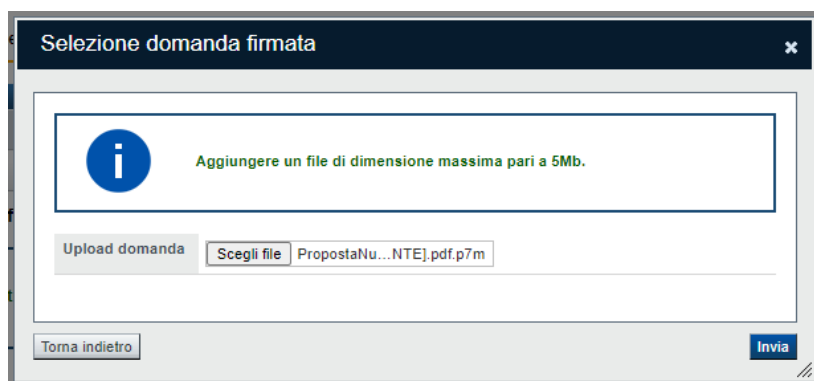 Selezione domanda firmata
Aggiungere un file di dimensione massima pari a 5Mb.
Upload domanda
Scegli file PropostaNu...NTE].pdf.p7m
Torna indietro
Invia